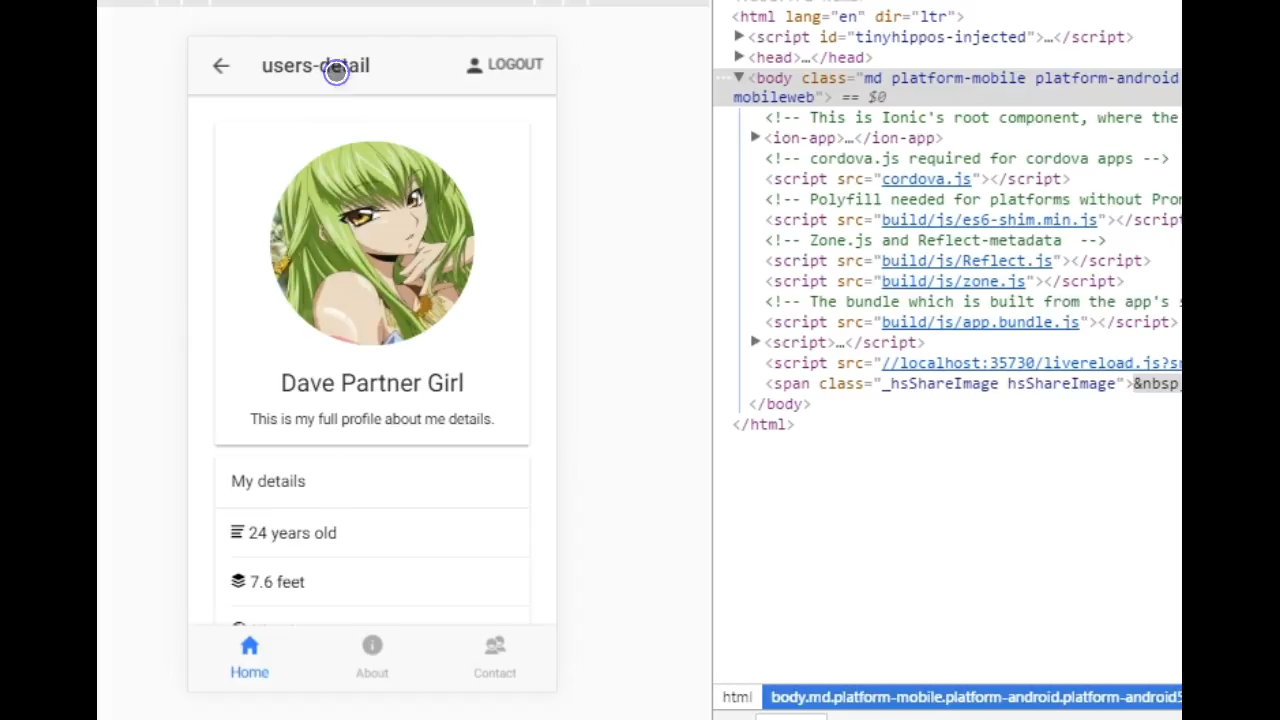 users-detail
LOGOUT
Dave Partner Girl
This is my full profile about me details.
My details
24 years old
7.6 feet
Home
About
Contact
<html lang="en" dir="ltr">
<script id="tinyhippos-injected">…</script>
<head>…</head>
<body class="md platform-mobile platform-android
mobileweb"> == $0
<!-- This is Ionic's root component, where the
<ion-app>…</ion-app>
<!-- cordova.js required for cordova apps -->
<script src="cordova.js"></script>
<!-- Polyfill needed for platforms without Pro
<script src="build/js/es6-shim.min.js"></scrip
<!-- Zone.js and Reflect-metadata  -->
<script src="build/js/Reflect.js"></script>
<script src="build/js/zone.js"></script>
<!-- The bundle which is built from the app's
<script src="build/js/app.bundle.js"></script>
<script>…</script>
<script src="//localhost:35730/livereload.js?s
<span class="_hsShareImage hsShareImage">&nbsp
</body>
</html>
html
body.md.platform-mobile.platform-android.platform-android5